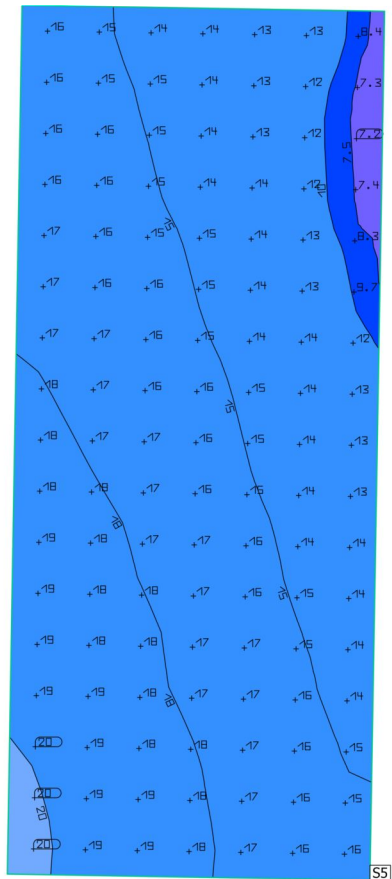 16 15 14 14 13 13 8.4
16 15 15 14 13 12 7.3
16 16 15 14 13 12 7.2
7.5
16 16 15 14 14 12 7.4
10
17 16 15 15 14 13 8.3
15
17 16 16 15 14 13 9.7
17 17 16 15 14 14 12
18 17 16 16 15 14 13
15
18 17 17 16 15 14 13
18 18 17 16 15 14 13
18
19 18 17 17 16 14 14
19 18 18 17 16 15 14
15
19 18 18 17 17 15 14
19 19 18 17 17 16 14
18
20 19 18 18 17 16 15
20 19 19 18 17 16 15
20
20 19 19 18 17 16 16
S5